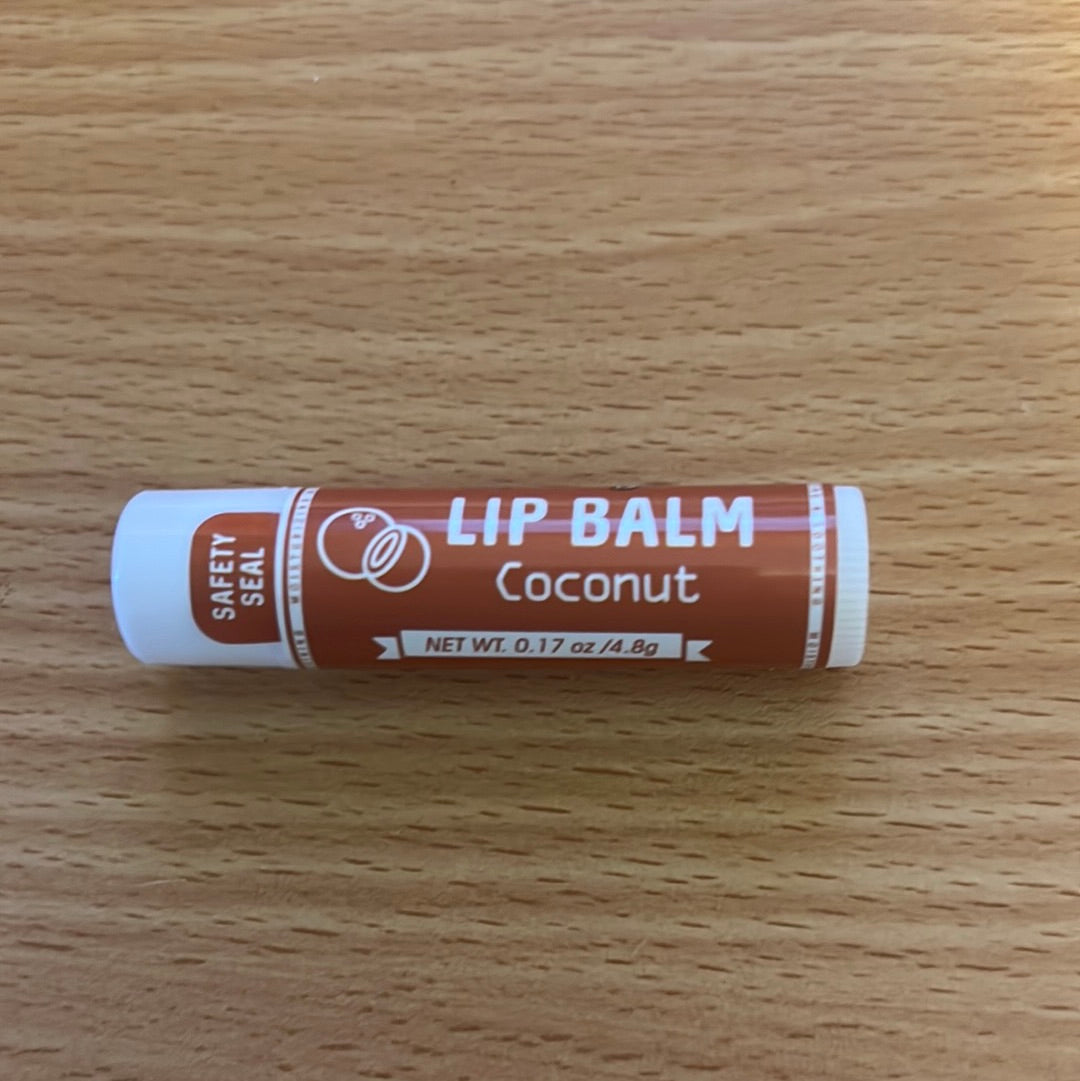 SAFETY
SEAL
LIP BALM
Coconut
NET WT. 0.17 oz /4.8g